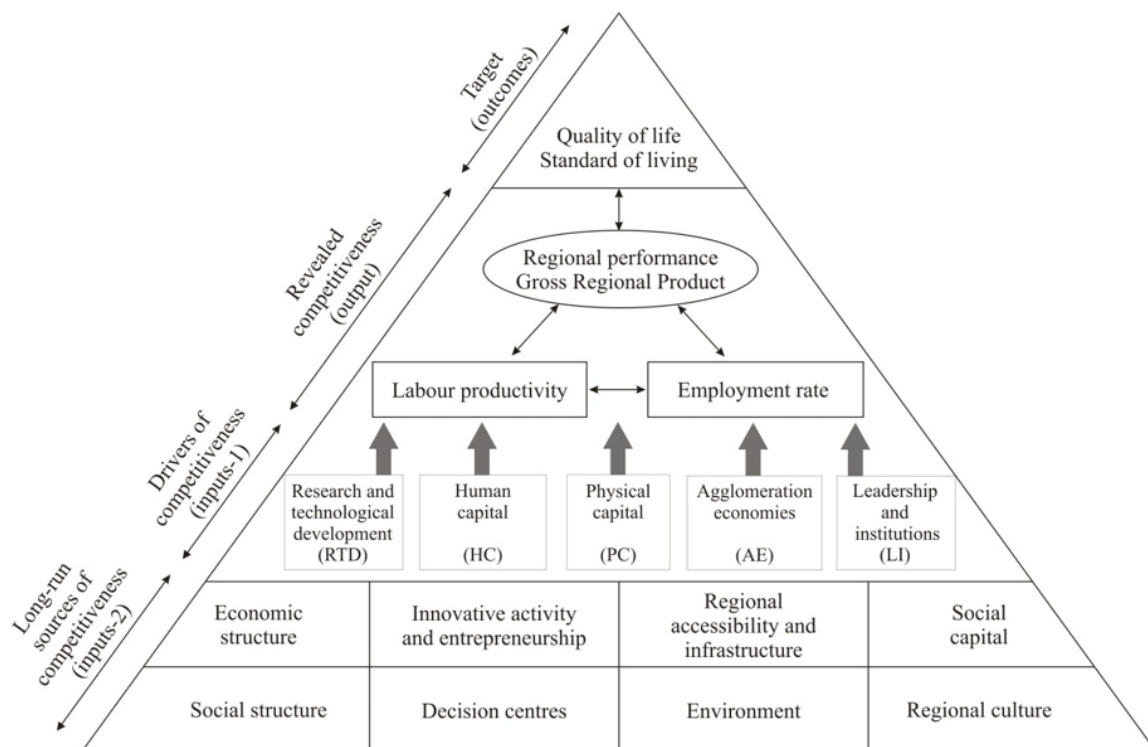 Target
(outcomes)
Quality of life
Standard of living
Revealed
competitiveness
(output)
Regional performance
Gross Regional Product
Labour productivity
Employment rate
Drivers of
competitiveness
(inputs-1)
Research and
technological
development
(RTD)
Human
capital
(HC)
Physical
capital
(PC)
Agglomeration
economies
(AE)
Leadership
and
institutions
(LI)
Long-run
sources of
competitiveness
(inputs-2)
Economic
structure
Innovative activity
and entrepreneurship
Regional
accessibility and
infrastructure
Social
capital
Social structure
Decision centres
Environment
Regional culture